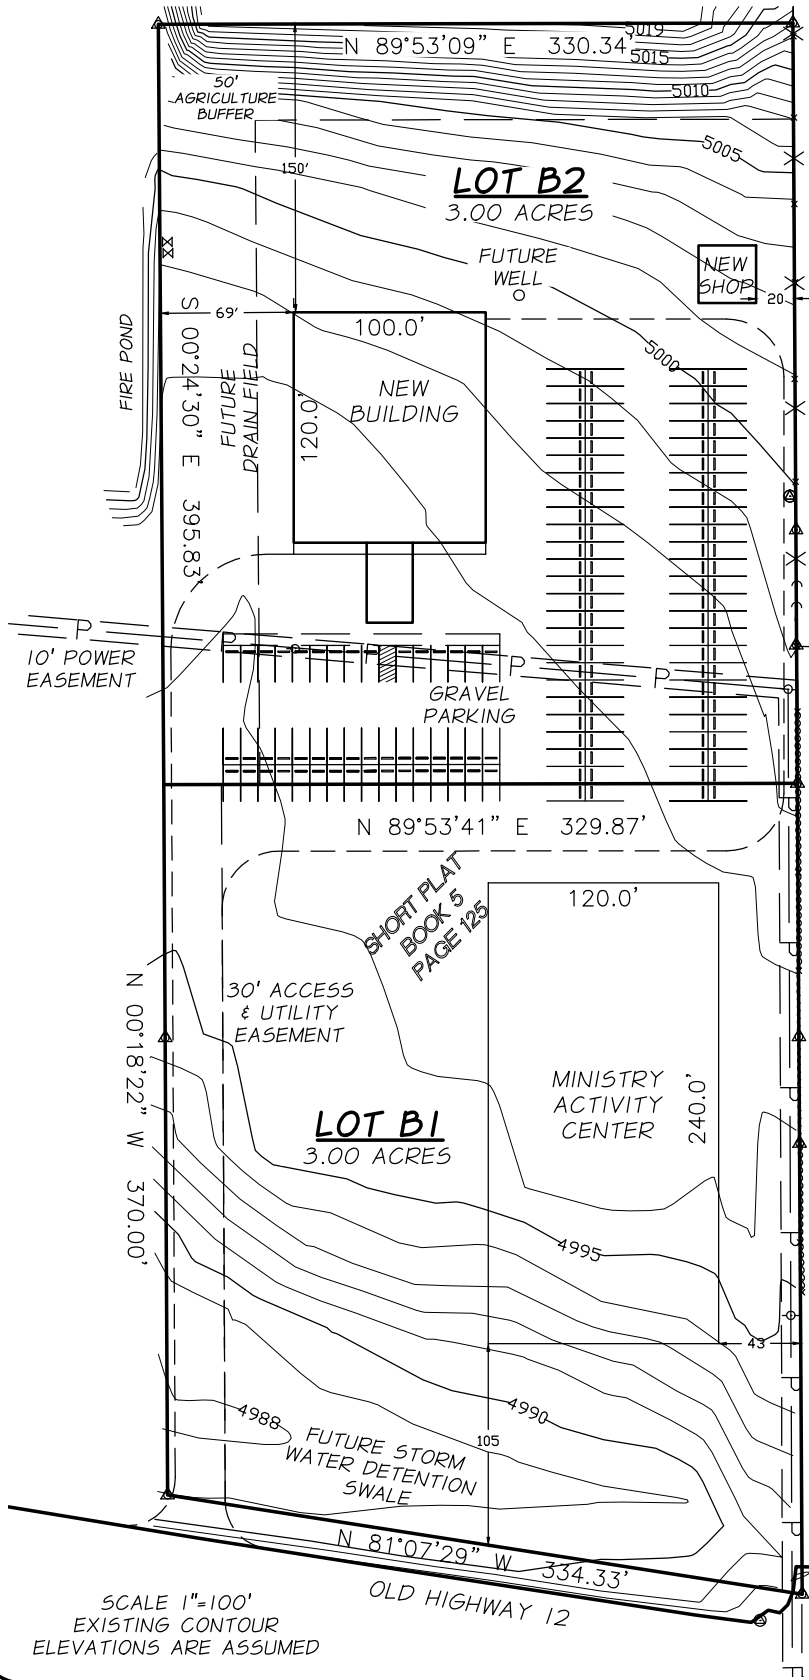 5019
N 89°53'09" E 330.34'
5015
50'
AGRICULTURE
BUFFER
5010
5005
150'
LOT B2
3.00 ACRES
FUTURE
WELL
NEW
SHOP
20
69'
100.0'
FIRE POND
S 00°24'30" E 395.83'
FUTURE
DRAIN FIELD
120.0'
NEW
BUILDING
5000
P
P
P
P
P
10' POWER
EASEMENT
GRAVEL
PARKING
N 89°53'41" E 329.87'
SHORT PLAT
BOOK 5
PAGE 125
120.0'
30' ACCESS
& UTILITY
EASEMENT
N 00°18'22" W 370.00'
MINISTRY
ACTIVITY
CENTER
240.0'
LOT B1
3.00 ACRES
4995
43
4990
4988
105
FUTURE STORM
WATER DETENTION
SWALE
N 81°07'29" W 334.33'
OLD HIGHWAY 12
SCALE 1"=100'
EXISTING CONTOUR
ELEVATIONS ARE ASSUMED